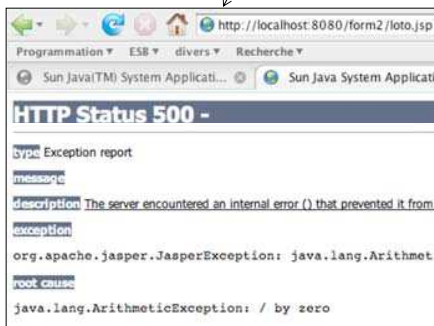 http://localhost:8080/form2/loto.jsp
Programmation ▾ ESB ▾ divers ▾ Recherche ▾
Sun Java(TM) System Applicati... Sun Java System Applicati
HTTP Status 500 -
type Exception report
message
description The server encountered an internal error () that prevented it from
exception
org.apache.jasper.JasperException: java.lang.Arithmet
root cause
java.lang.ArithmeticException: / by zero